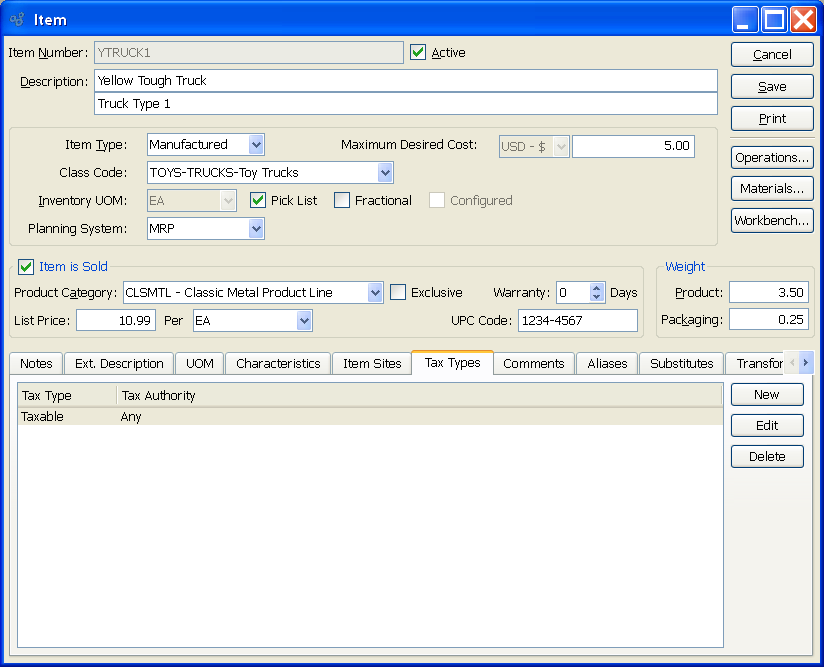 Item
Item Number: YTRUCK1 Active Cancel
Description: Yellow Tough Truck Save
Truck Type 1 Print
Item Type: Manufactured Maximum Desired Cost: USD - $ 5.00 Operations...
Class Code: TOYS-TRUCKS-Toy Trucks Materials...
Inventory UOM: EA Pick List Fractional Configured Workbench...
Planning System: MRP
Item is Sold Weight
Product Category: CLSMTL - Classic Metal Product Line Exclusive Warranty: 0 Days Product: 3.50
List Price: 10.99 Per EA UPC Code: 1234-4567 Packaging: 0.25
Notes Ext. Description UOM Characteristics Item Sites Tax Types Comments Aliases Substitutes Transfor
Tax Type Tax Authority New
Taxable Any Edit
Delete